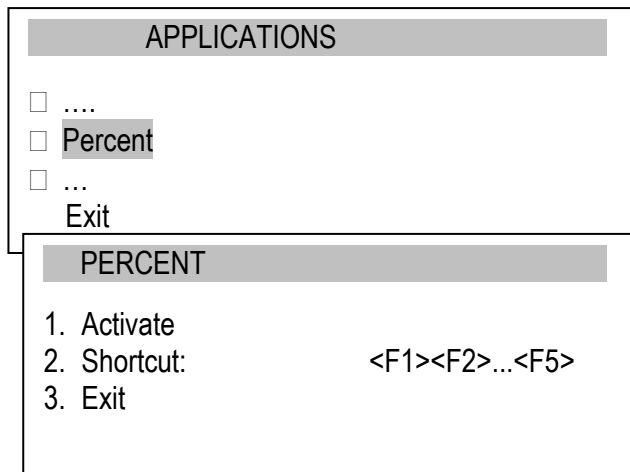 APPLICATIONS
□ ....
□ Percent
□ ...
Exit
PERCENT
1. Activate
2. Shortcut: <F1><F2>...<F5>
3. Exit